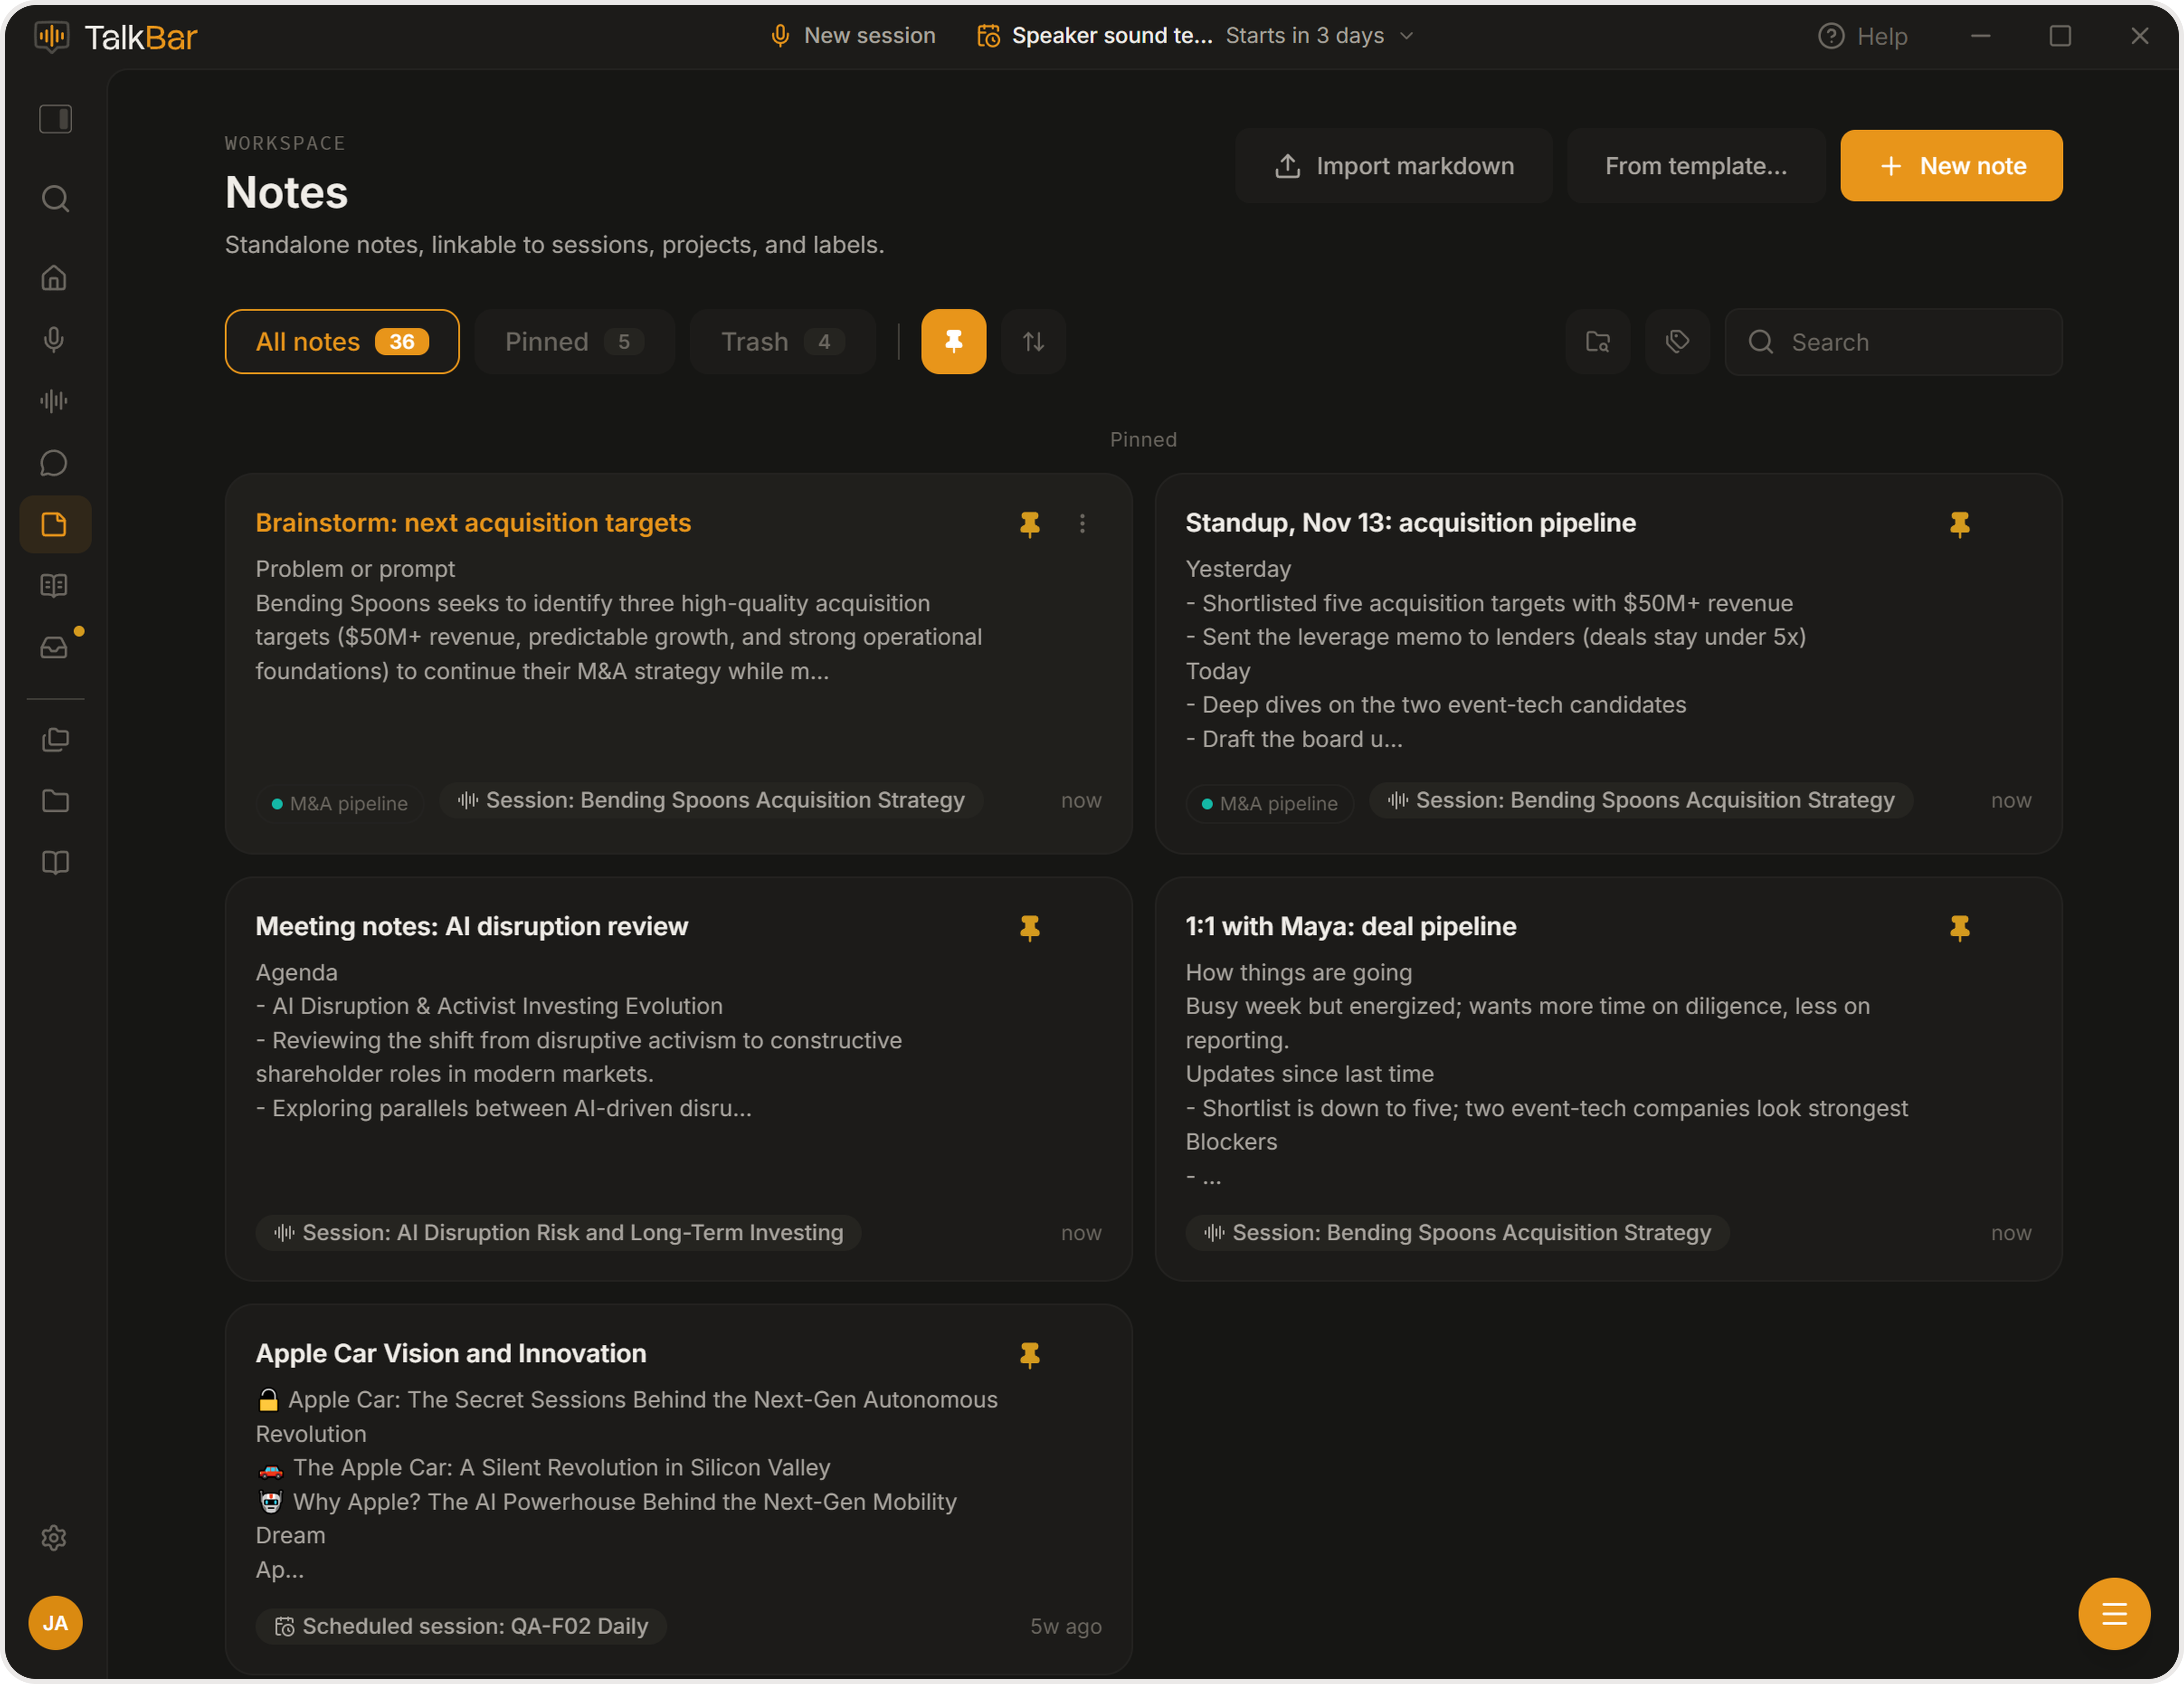 TalkBar
New session
Speaker sound te... Starts in 3 days
Help
WORKSPACE
Notes
Standalone notes, linkable to sessions, projects, and labels.
Import markdown
From template...
New note
All notes 36
Pinned 5
Trash 4
Search
Pinned
Brainstorm: next acquisition targets
Problem or prompt
Bending Spoons seeks to identify three high-quality acquisition
targets ($50M+ revenue, predictable growth, and strong operational
foundations) to continue their M&A strategy while m...
M&A pipeline
Session: Bending Spoons Acquisition Strategy
now
Standup, Nov 13: acquisition pipeline
Yesterday
- Shortlisted five acquisition targets with $50M+ revenue
- Sent the leverage memo to lenders (deals stay under 5x)
Today
- Deep dives on the two event-tech candidates
- Draft the board u...
M&A pipeline
Session: Bending Spoons Acquisition Strategy
now
Meeting notes: AI disruption review
Agenda
- AI Disruption & Activist Investing Evolution
- Reviewing the shift from disruptive activism to constructive
shareholder roles in modern markets.
- Exploring parallels between AI-driven disru...
Session: AI Disruption Risk and Long-Term Investing
now
1:1 with Maya: deal pipeline
How things are going
Busy week but energized; wants more time on diligence, less on
reporting.
Updates since last time
- Shortlist is down to five; two event-tech companies look strongest
Blockers
- ...
Session: Bending Spoons Acquisition Strategy
now
Apple Car Vision and Innovation
🔒 Apple Car: The Secret Sessions Behind the Next-Gen Autonomous
Revolution
🚗 The Apple Car: A Silent Revolution in Silicon Valley
🤖 Why Apple? The AI Powerhouse Behind the Next-Gen Mobility
Dream
Ap...
Scheduled session: QA-F02 Daily
5w ago
JA